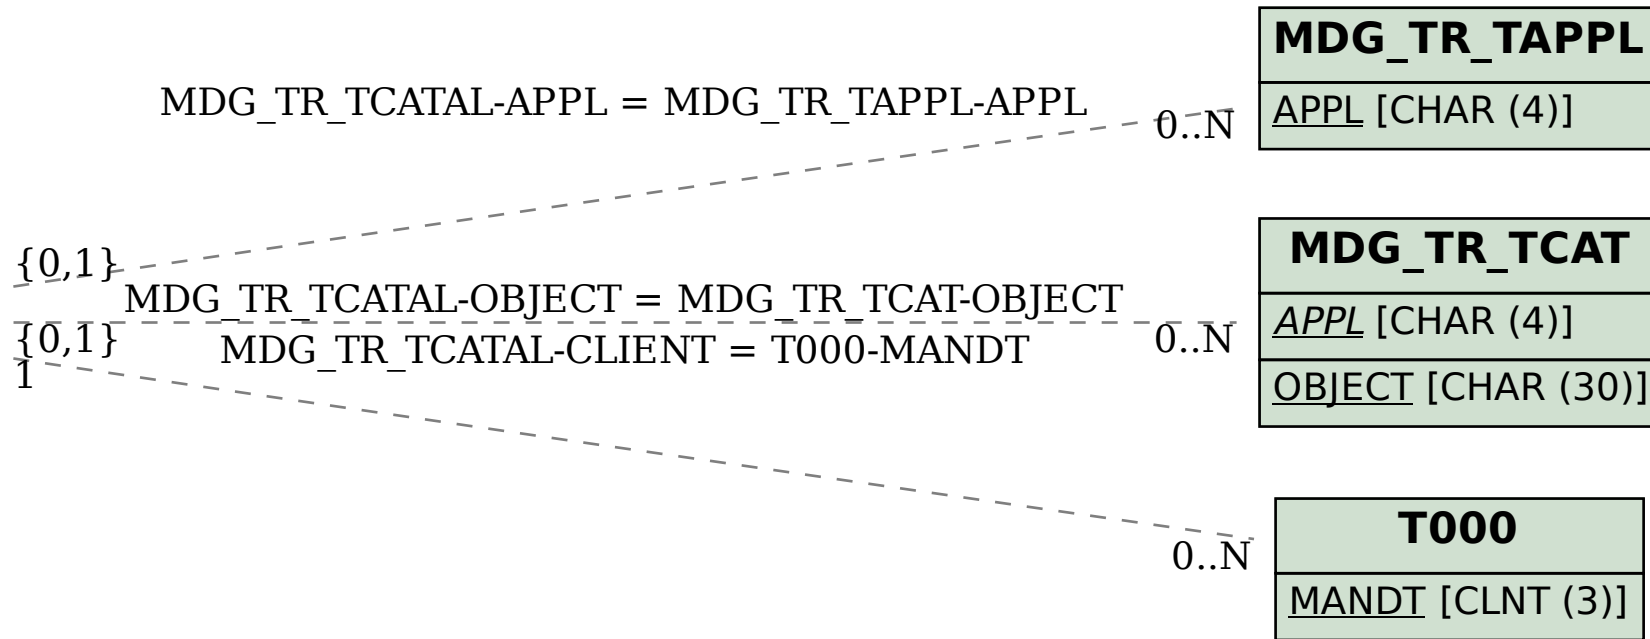 MDG_TR_TAPPL
MDG_TR_TCATAL-APPL = MDG_TR_TAPPL-APPL
0..N
APPL [CHAR (4)]
{0,1}
MDG_TR_TCAT
MDG_TR_TCATAL-OBJECT = MDG_TR_TCAT-OBJECT
APPL [CHAR (4)]
{0,1}
0..N
MDG_TR_TCATAL-CLIENT = T000-MANDT
1
OBJECT [CHAR (30)]
T000
0..N
MANDT [CLNT (3)]